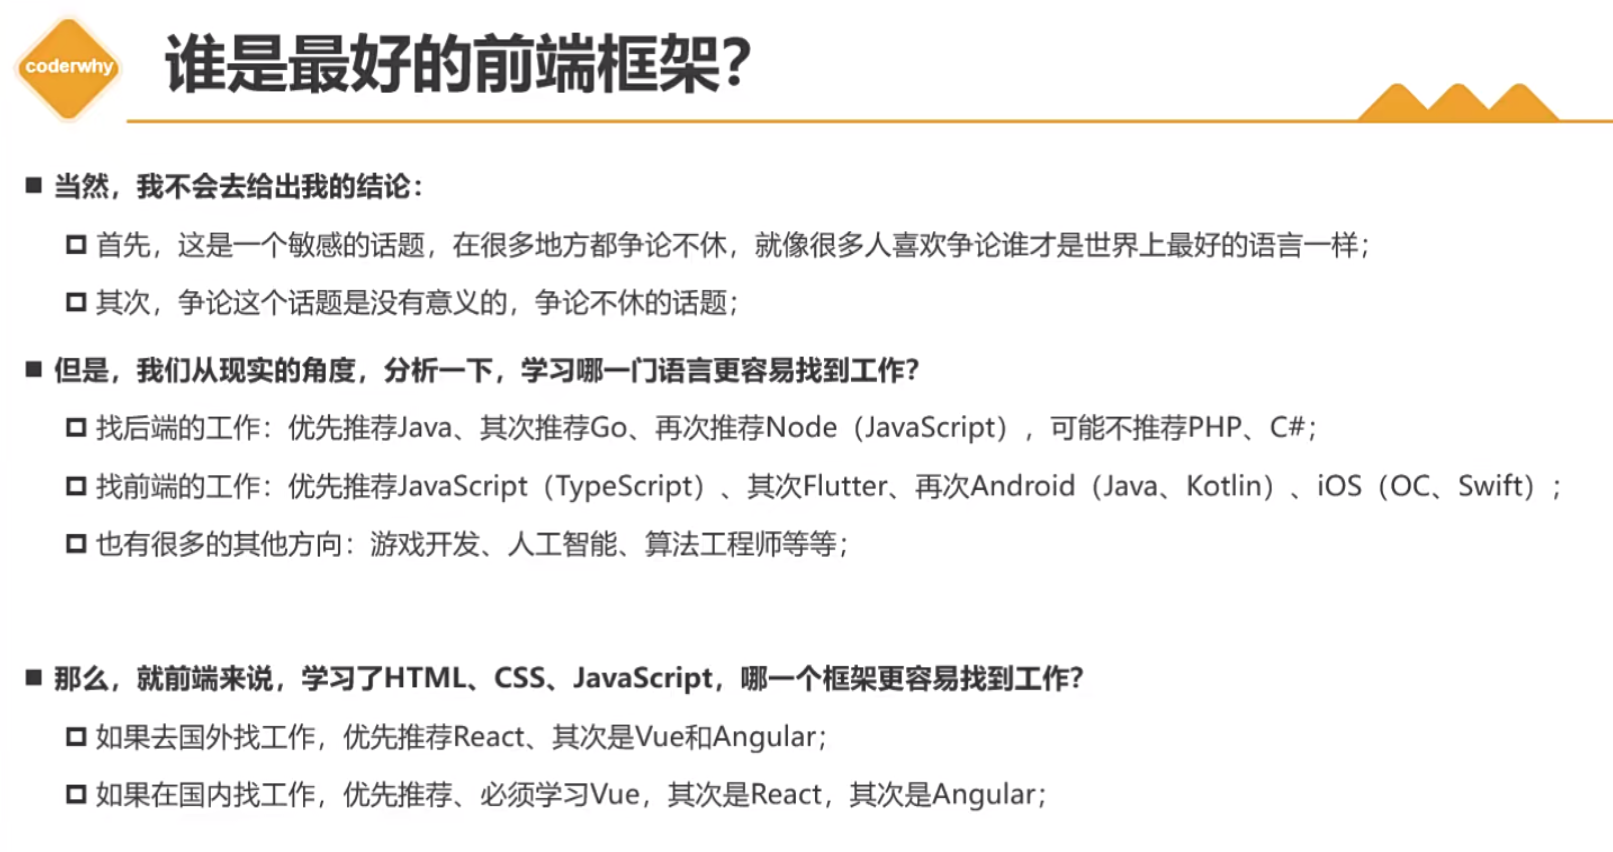 coderwhy
谁是最好的前端框架？
当然，我不会去给出我的结论：
首先，这是一个敏感的话题，在很多地方都争论不休，就像很多人喜欢争论谁才是世界上最好的语言一样；
其次，争论这个话题是没有意义的，争论不休的话题；
但是，我们从现实的角度，分析一下，学习哪一门语言更容易找到工作？
找后端的工作：优先推荐Java、其次推荐Go、再次推荐Node（JavaScript），可能不推荐PHP、C#；
找前端的工作：优先推荐JavaScript（TypeScript）、其次Flutter、再次Android（Java、Kotlin）、iOS（OC、Swift）；
也有很多的其他方向：游戏开发、人工智能、算法工程师等等；
那么，就前端来说，学习了HTML、CSS、JavaScript，哪一个框架更容易找到工作？
如果去国外找工作，优先推荐React、其次是Vue和Angular；
如果在国内找工作，优先推荐、必须学习Vue，其次是React，其次是Angular；